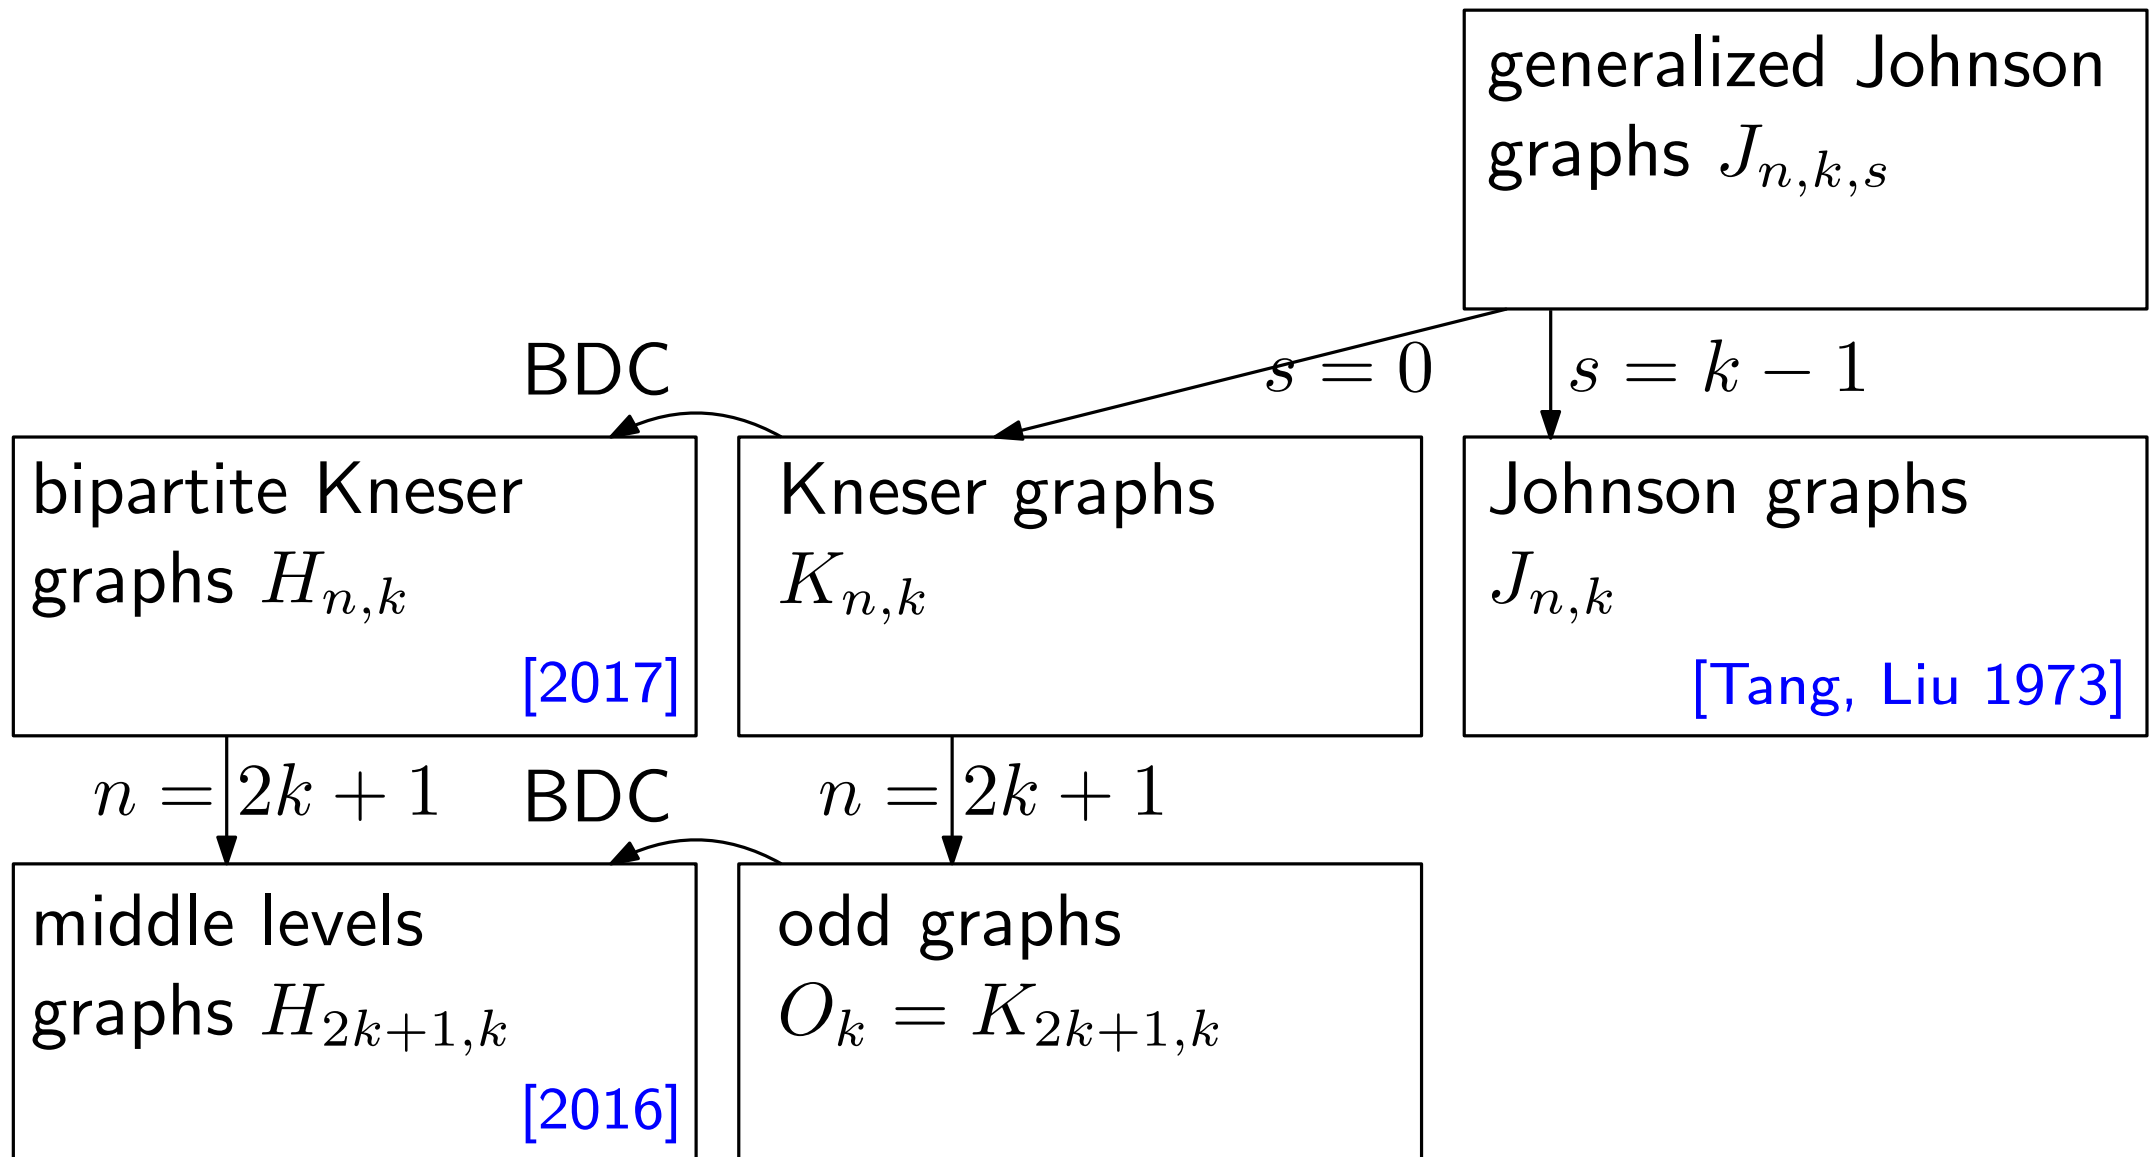 generalized Johnson
graphs J_{n,k,s}
BDC
s = 0
s = k − 1
bipartite Kneser
graphs H_{n,k}
[2017]
Kneser graphs
K_{n,k}
Johnson graphs
J_{n,k}
[Tang, Liu 1973]
n = 2k + 1
BDC
n = 2k + 1
middle levels
graphs H_{2k+1,k}
[2016]
odd graphs
O_k = K_{2k+1,k}